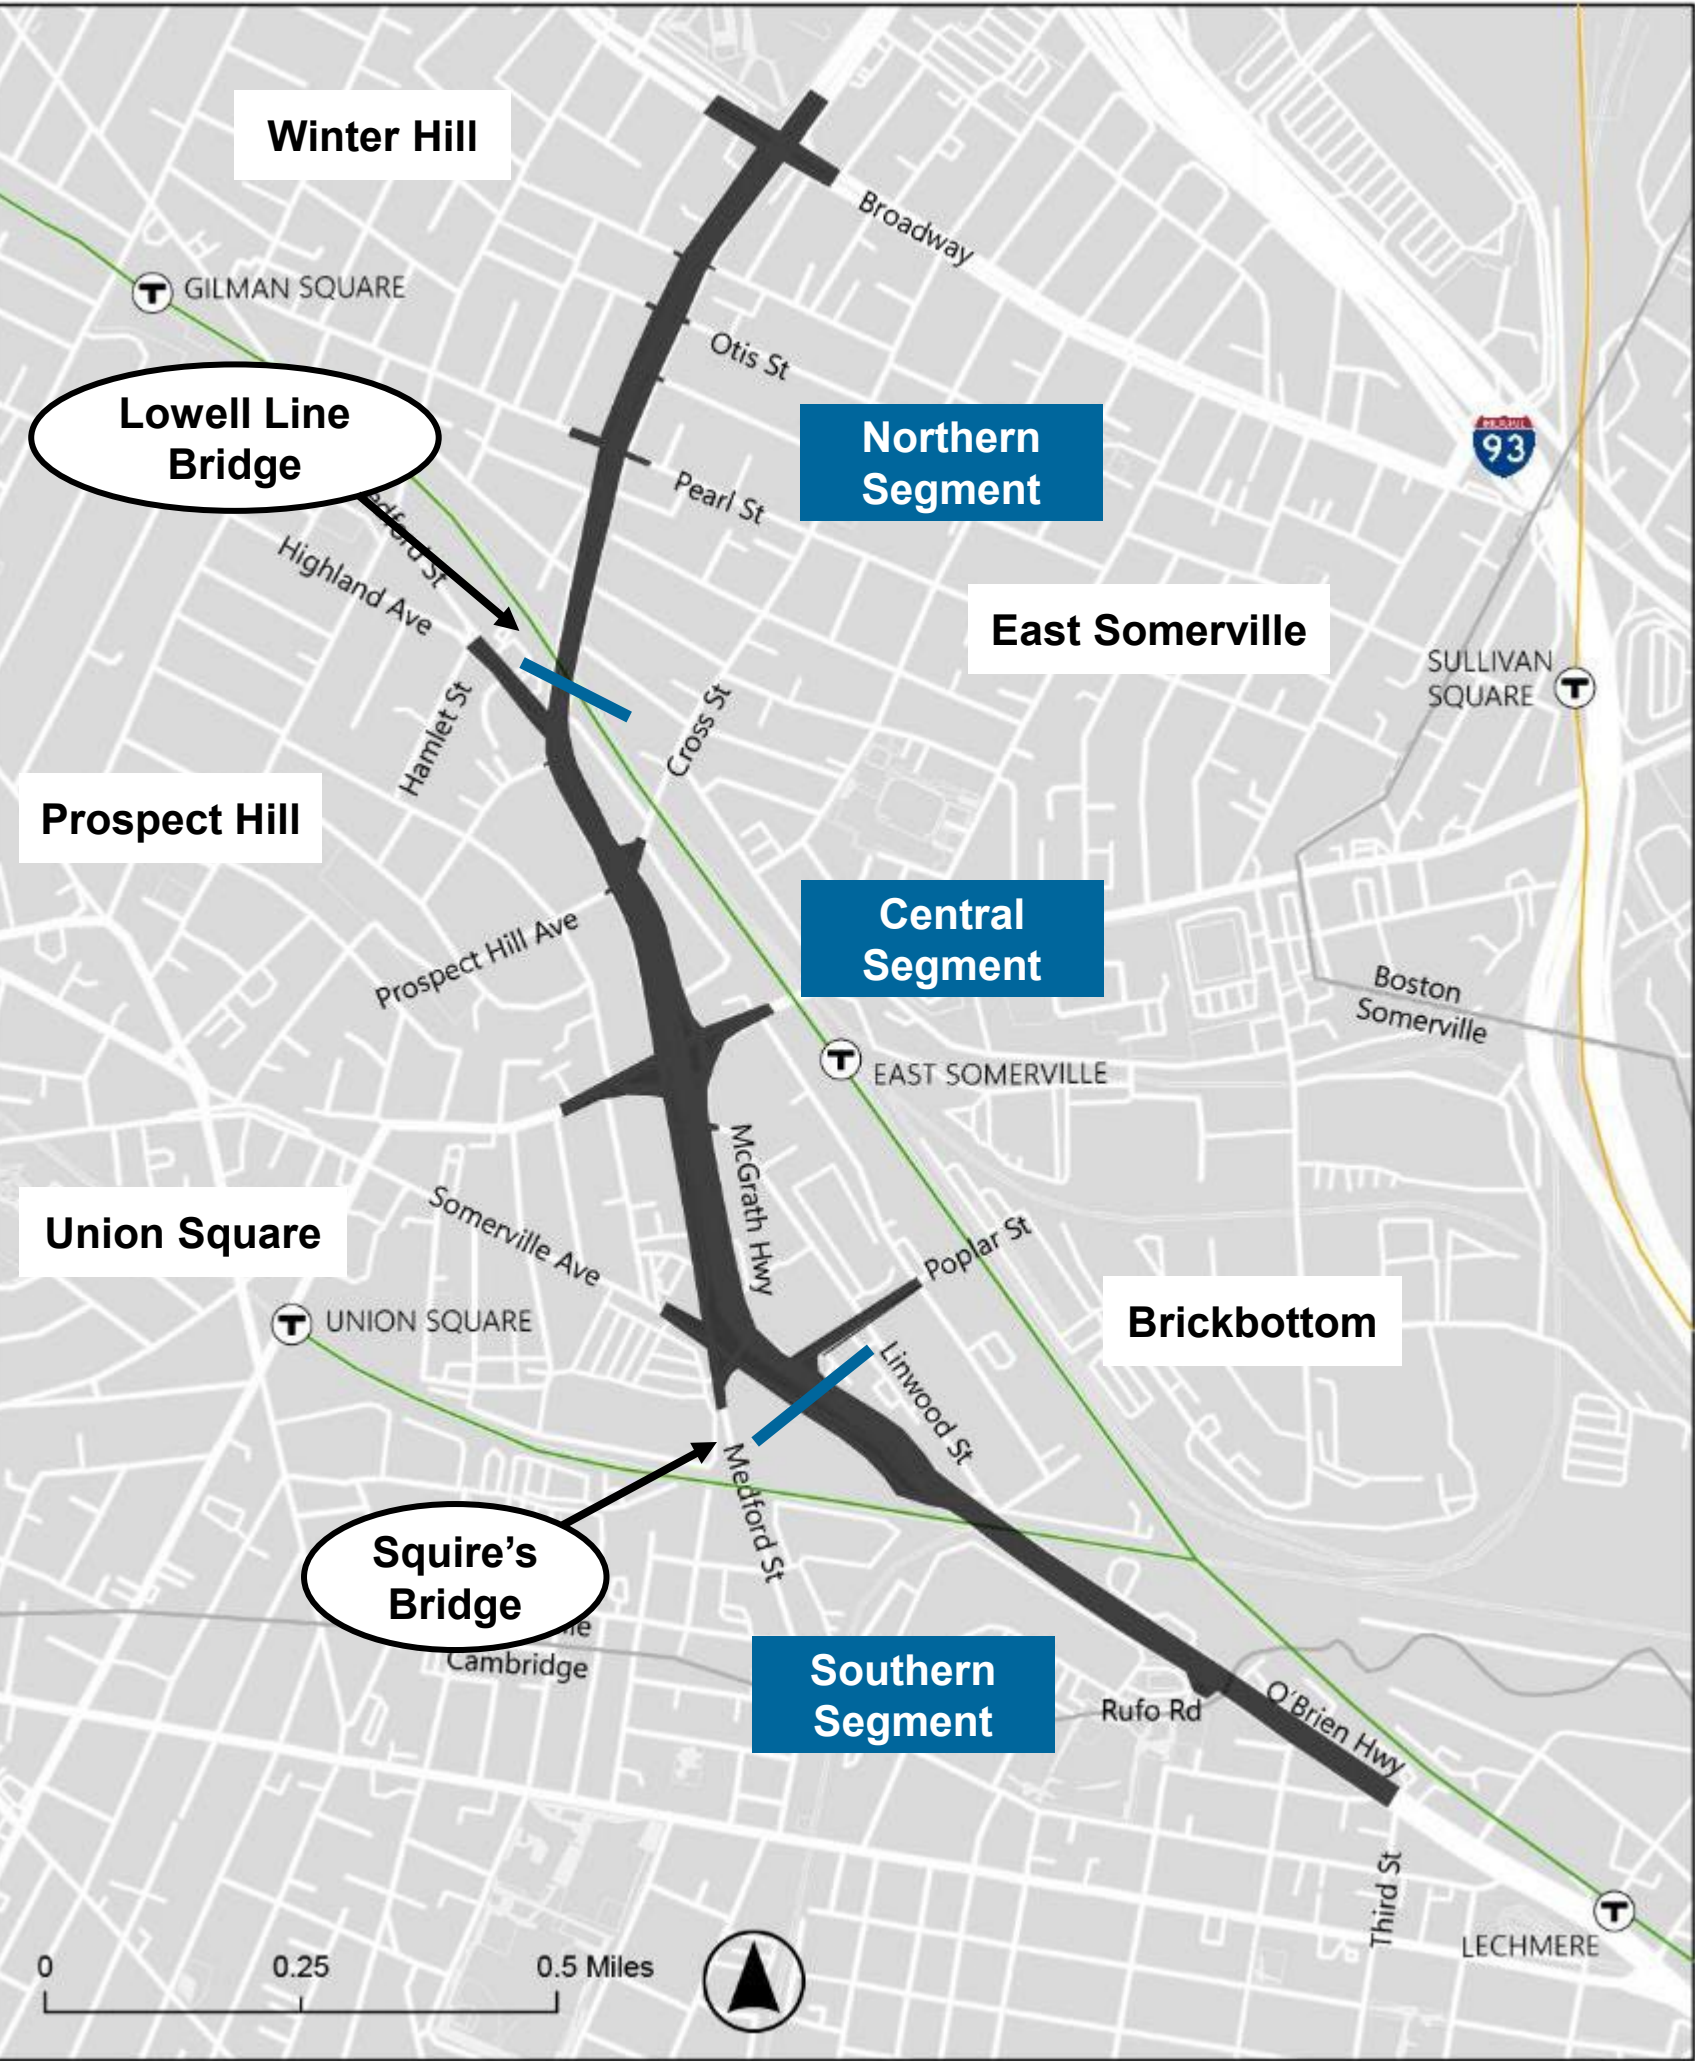 Winter Hill
Broadway
GILMAN SQUARE
Otis St
Lowell Line
Bridge
Northern
Segment
93
Pearl St
Highland Ave
East Somerville
SULLIVAN
SQUARE
Hamlet St
Cross St
Prospect Hill
Central
Segment
Prospect Hill Ave
Boston
Somerville
EAST SOMERVILLE
McGrath Hwy
Union Square
Somerville Ave
Poplar St
UNION SQUARE
Brickbottom
Linwood St
Medford St
Squire's
Bridge
Cambridge
Southern
Segment
Rufo Rd
O'Brien Hwy
Third St
LECHMERE
0 0.25 0.5 Miles